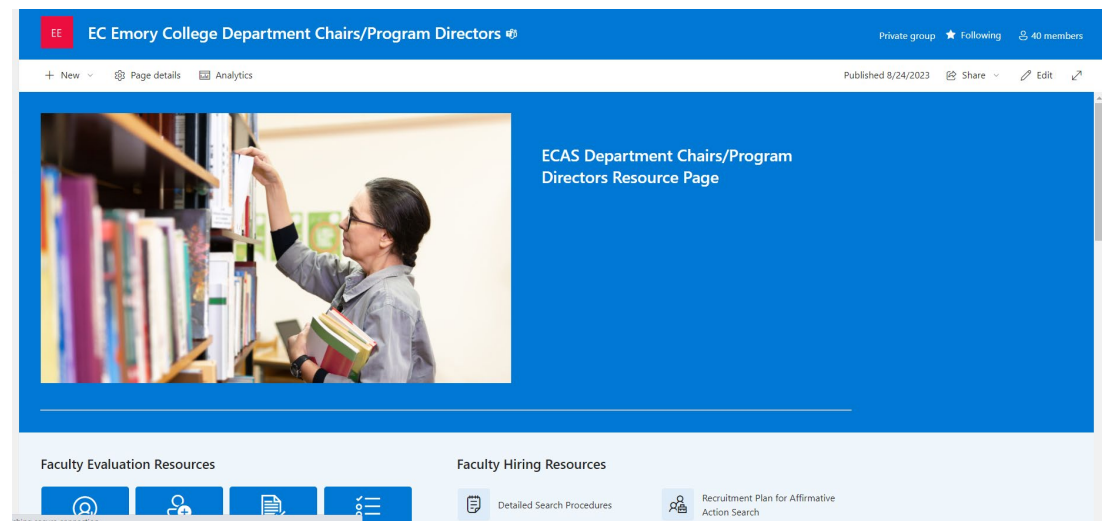 EE
EC Emory College Department Chairs/Program Directors
Private group
Following
40 members
New
Page details
Analytics
Published 8/24/2023
Share
Edit
ECAS Department Chairs/Program
Directors Resource Page
Faculty Evaluation Resources
Faculty Hiring Resources
Detailed Search Procedures
Recruitment Plan for Affirmative
Action Search